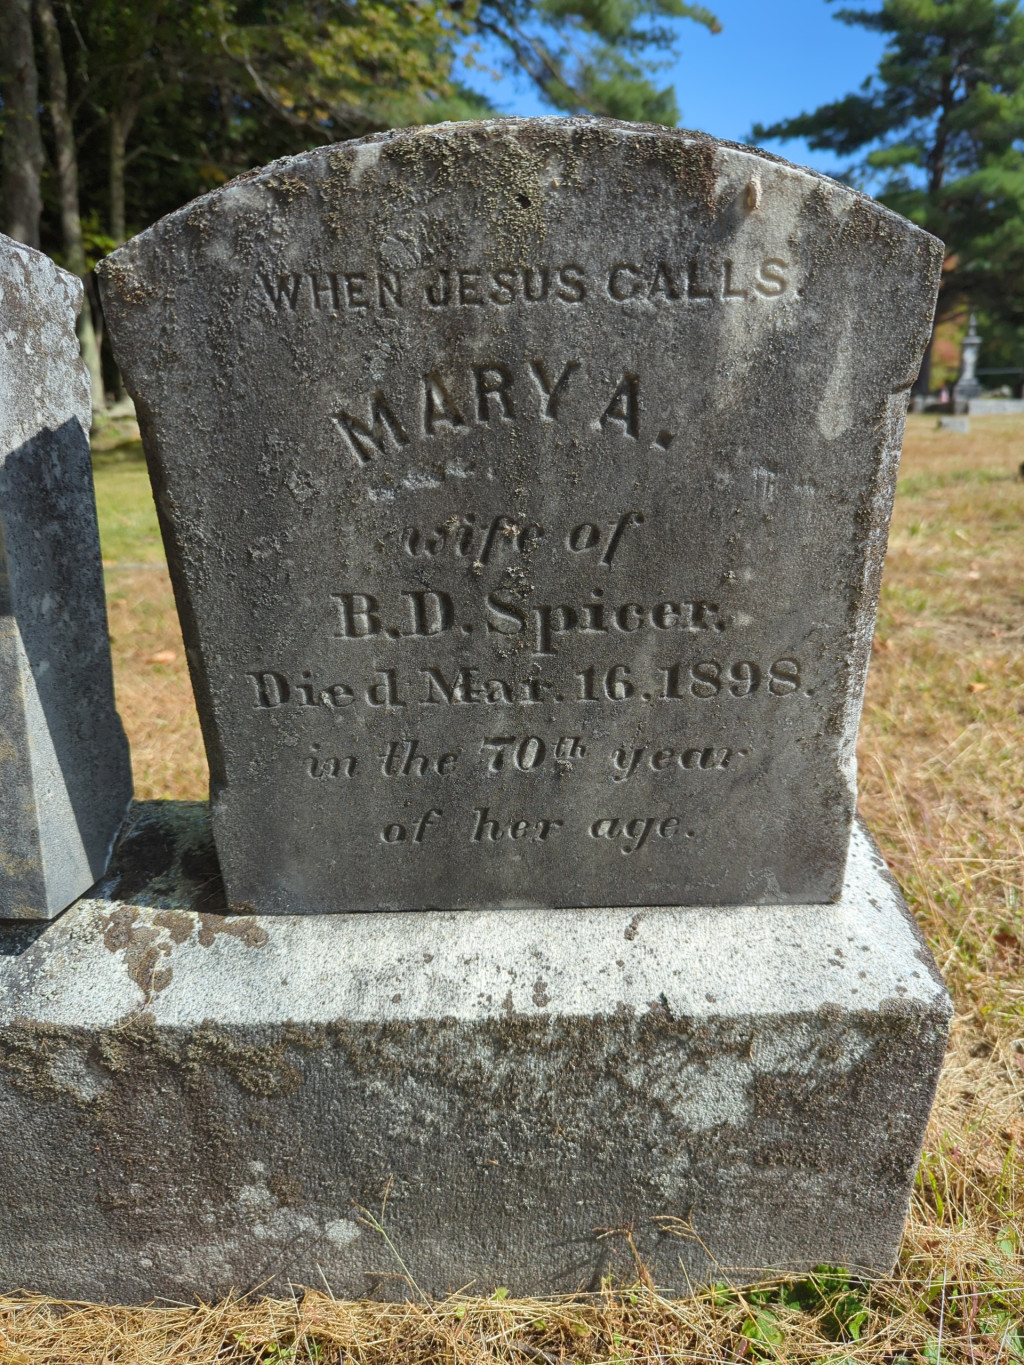 WHEN JESUS CALLS.
MARY A.
wife of
B.D. Spicer.
Died Mar. 16, 1898.
in the 70th year
of her age.